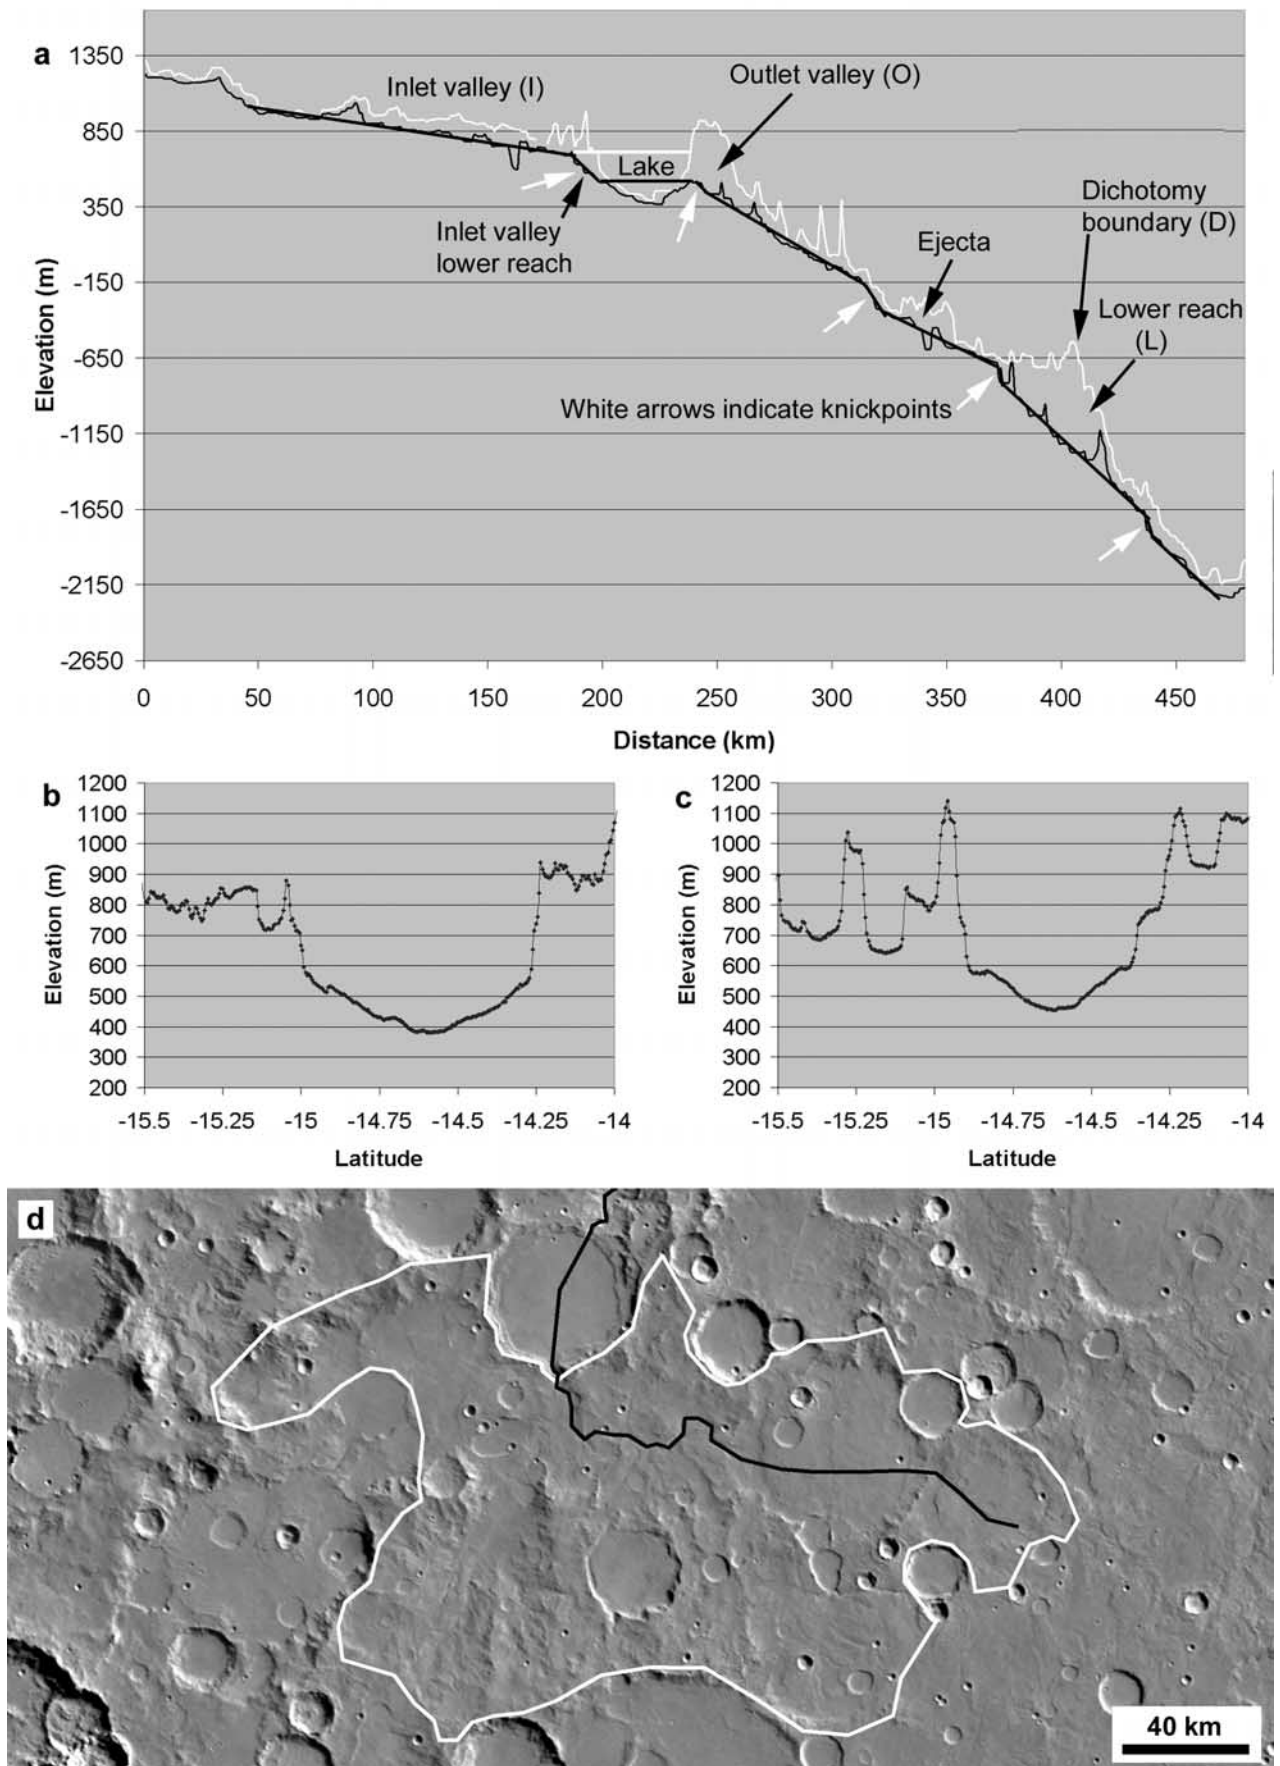 a
1350
850
350
-150
-650
-1150
-1650
-2150
-2650
Elevation (m)
Inlet valley (I)
Outlet valley (O)
Lake
Inlet valley
lower reach
Dichotomy
boundary (D)
Ejecta
Lower reach
(L)
White arrows indicate knickpoints
0 50 100 150 200 250 300 350 400 450
Distance (km)
b
1200
1100
1000
900
800
700
600
500
400
300
200
Elevation (m)
-15.5 -15.25 -15 -14.75 -14.5 -14.25 -14
Latitude
c
1200
1100
1000
900
800
700
600
500
400
300
200
Elevation (m)
-15.5 -15.25 -15 -14.75 -14.5 -14.25 -14
Latitude
d
40 km